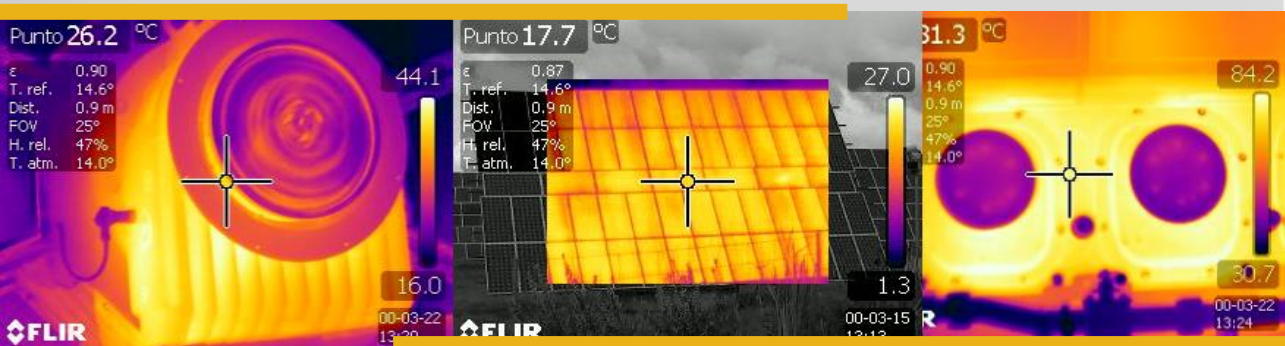 Punto 26.2 °C
ε 0.90
T. ref. 14.6°
Dist. 0.9 m
FOV 25°
H. rel. 47%
T. atm. 14.0°
44.1
16.0
00-03-22
FLIR
Punto 17.7 °C
ε 0.87
T. ref. 14.6°
Dist. 0.9 m
FOV 25°
H. rel. 47%
T. atm. 14.0°
27.0
1.3
00-03-15
FLIR
31.3 °C
0.90
14.6°
0.9 m
25°
47%
14.0°
84.2
30.7
00-03-22
13:24
R